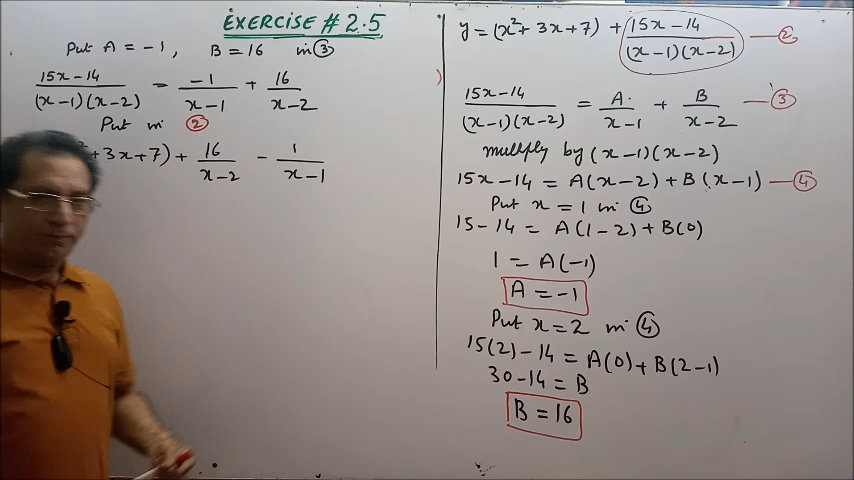 EXERCISE # 2.5
Put A = -1, B = 16 in ③
15x-14/(x-1)(x-2) = -1/x-1 + 16/x-2
Put in ②
²+3x+7) + 16/x-2 - 1/x-1
y = (x²+3x+7) + 15x-14/(x-1)(x-2) — ②
15x-14/(x-1)(x-2) = A/x-1 + B/x-2 — ③
multiply by (x-1)(x-2)
15x-14 = A(x-2) + B(x-1) — ④
Put x = 1 in ④
15-14 = A(1-2) + B(0)
1 = A(-1)
A = -1
Put x = 2 in ④
15(2)-14 = A(0) + B(2-1)
30-14 = B
B = 16